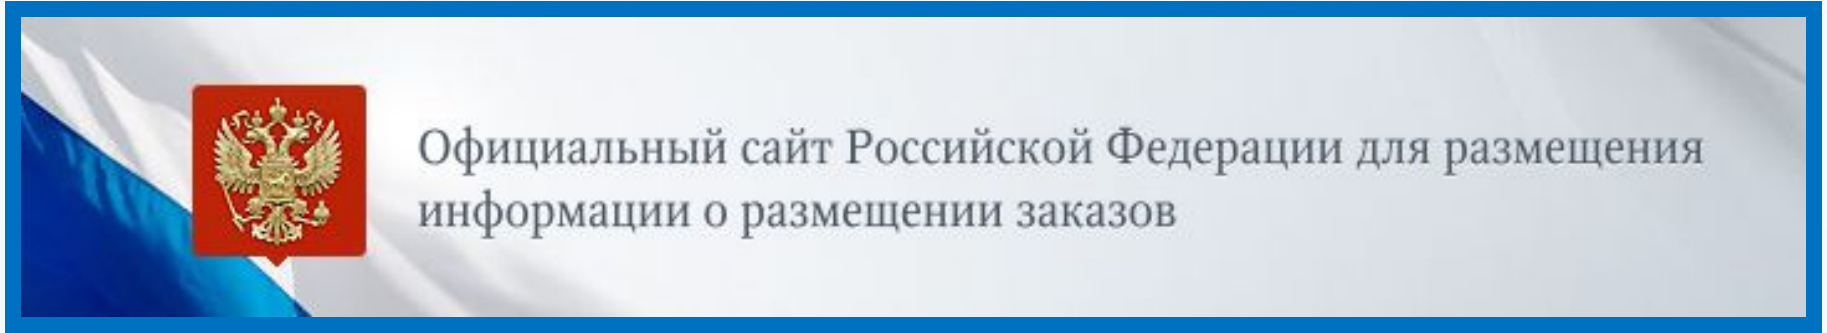 Официальный сайт Российской Федерации для размещения
информации о размещении заказов